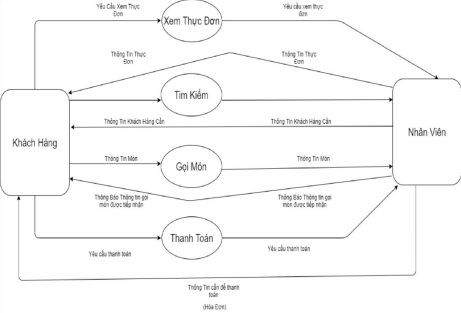 Yêu Cầu Xem Thực
Đơn
Xem Thực Đơn
Yêu cầu xem thực
đơn
Thông Tin Thực
Đơn
Thông Tin Thực
Đơn
Khách Hàng
Tìm Kiếm
Nhân Viên
Thông Tin Khách Hàng Cần
Thông Tin Khách Hàng Cần
Thông Tin Món
Gọi Món
Thông Tin Món
Thông Báo Thông tin gọi
món được tiếp nhận
Thông Báo Thông tin gọi
món được tiếp nhận
Thanh Toán
Yêu cầu thanh toán
Yêu cầu thanh toán
Thông Tin cần để thanh
toán
(Hóa Đơn)